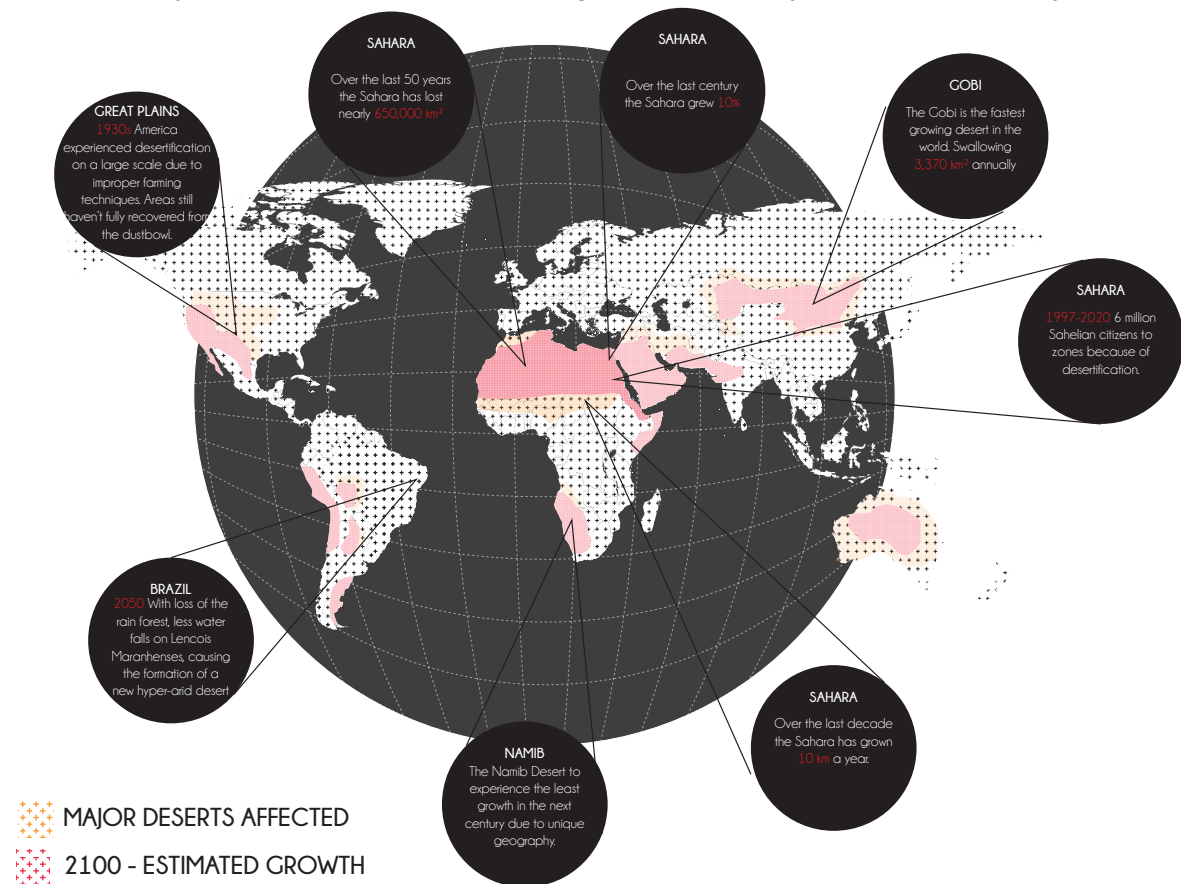 SAHARA
Over the last 50 years
the Sahara has lost
nearly 650,000 km²
SAHARA
Over the last century
the Sahara grew 10%
GOBI
The Gobi is the fastest
growing desert in the
world. Swallowing
3,370 km² annually
GREAT PLAINS
1930s America
experienced desertification
on a large scale due to
improper farming
techniques. Areas still
haven't fully recovered from
the dustbowl.
SAHARA
1997-2020 6 million
Sahelian citizens to
zones because of
desertification.
BRAZIL
2050 With loss of the
rain forest, less water
falls on Lencois
Maranhenses, causing
the formation of a
new hyper-arid desert
SAHARA
Over the last decade
the Sahara has grown
10 km a year.
NAMIB
The Namib Desert to
experience the least
growth in the next
century due to unique
geography.
MAJOR DESERTS AFFECTED
2100 - ESTIMATED GROWTH